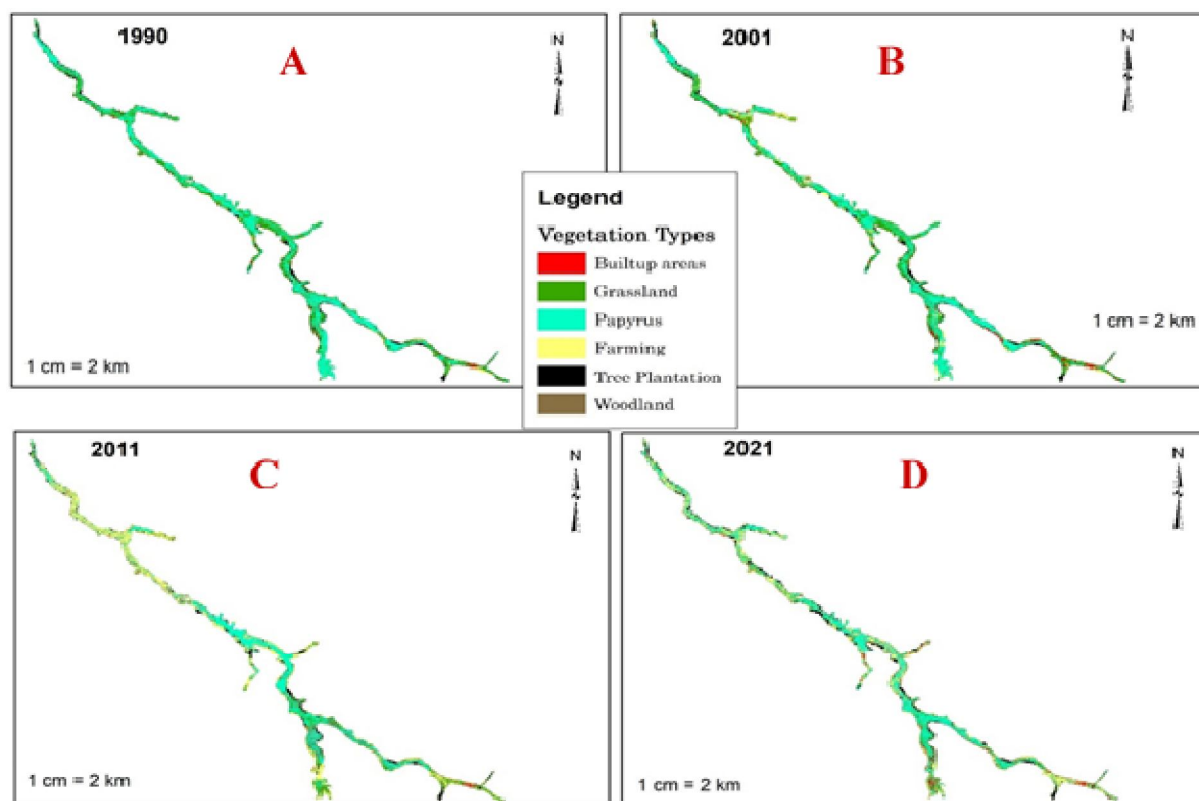 1990
A
N
1 cm = 2 km
2001
B
N
1 cm = 2 km
Legend
Vegetation Types
Builtup areas
Grassland
Papyrus
Farming
Tree Plantation
Woodland
2011
C
N
1 cm = 2 km
2021
D
N
1 cm = 2 km